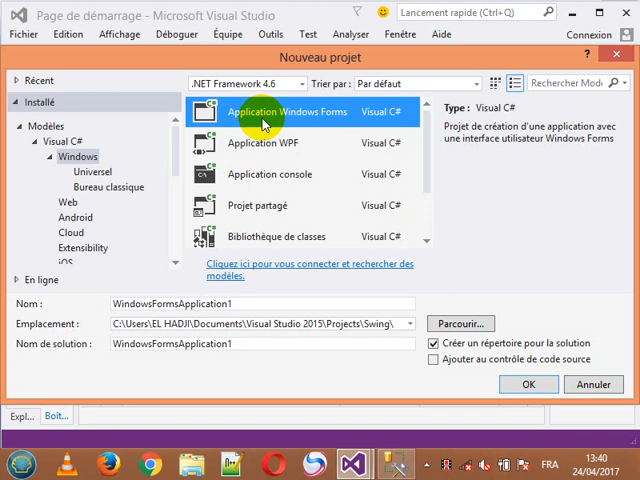 Page de démarrage - Microsoft Visual Studio
Lancement rapide (Ctrl+Q)
Fichier Edition Affichage Déboguer Équipe Outils Test Analyser Fenêtre Aide Connexion
Nouveau projet
Récent
Installé
Modèles
Visual C#
Windows
Universel
Bureau classique
Web
Android
Cloud
Extensibility
iOS
En ligne
.NET Framework 4.6 Trier par : Par défaut
Application Windows Forms Visual C#
Application WPF Visual C#
Application console Visual C#
Projet partagé Visual C#
Bibliothèque de classes Visual C#
Cliquez ici pour vous connecter et rechercher des
modèles.
Rechercher Mo
Type : Visual C#
Projet de création d'une application avec
une interface utilisateur Windows Forms
Nom : WindowsFormsApplication1
Emplacement : C:\Users\EL HADJI\Documents\Visual Studio 2015\Projects\Swing\ Parcourir...
Nom de solution : WindowsFormsApplication1
Créer un répertoire pour la solution
Ajouter au contrôle de code source
OK Annuler
Expl... Boît...
FRA
13:40
24/04/2017